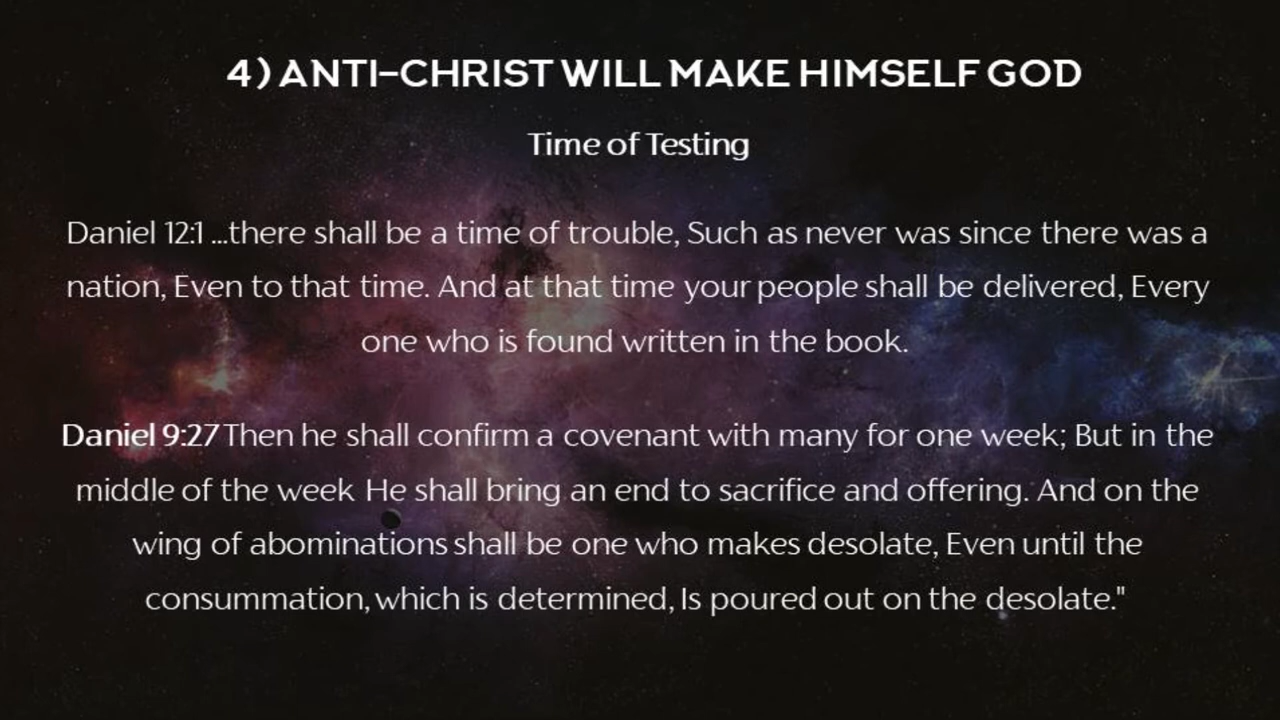 4) ANTI-CHRIST WILL MAKE HIMSELF GOD
Time of Testing
Daniel 12:1 ...there shall be a time of trouble, Such as never was since there was a
nation, Even to that time. And at that time your people shall be delivered, Every
one who is found written in the book.
Daniel 9:27 Then he shall confirm a covenant with many for one week; But in the
middle of the week He shall bring an end to sacrifice and offering. And on the
wing of abominations shall be one who makes desolate, Even until the
consummation, which is determined, Is poured out on the desolate."